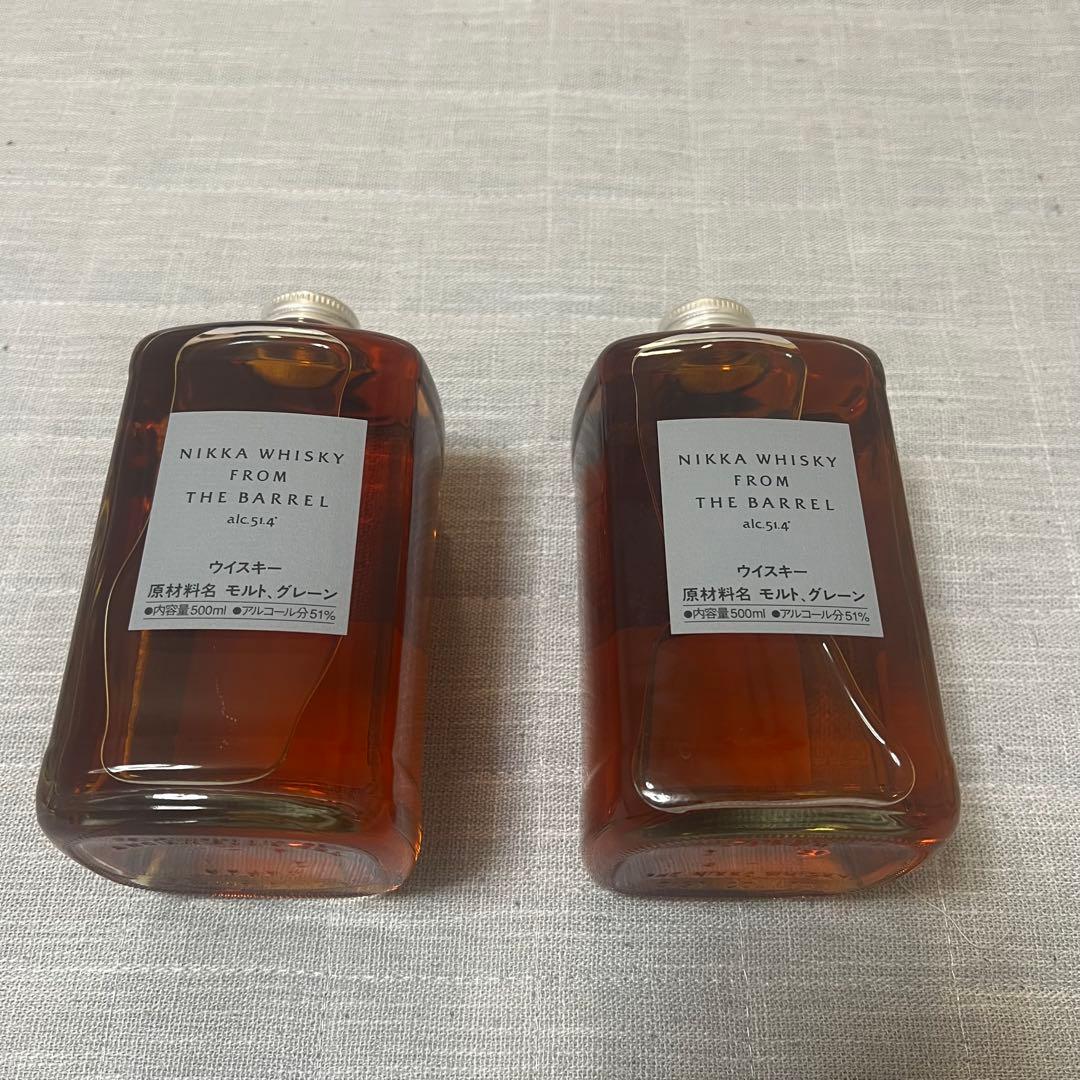 NIKKA WHISKY
FROM
THE BARREL
alc.51.4°
ウイスキー
原材料名 モルト、グレーン
●内容量500ml ●アルコール分51%
NIKKA WHISKY
FROM
THE BARREL
alc.51.4°
ウイスキー
原材料名 モルト、グレーン
●内容量500ml ●アルコール分51%